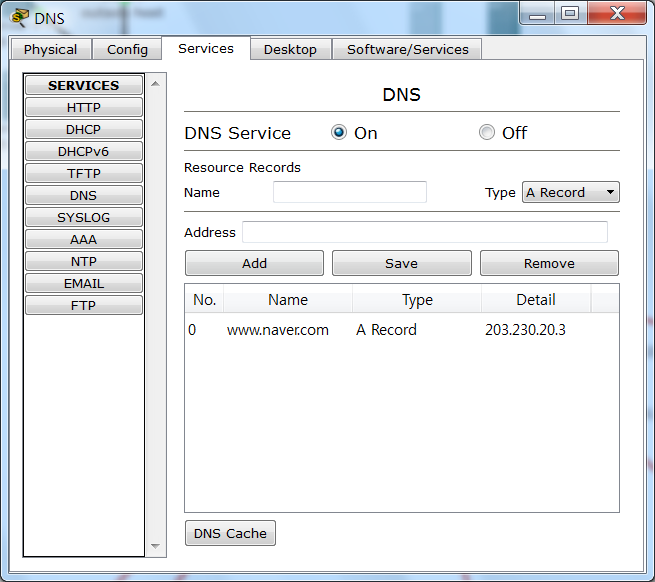 DNS
Physical Config Services Desktop Software/Services
SERVICES
HTTP
DHCP
DHCPv6
TFTP
DNS
SYSLOG
AAA
NTP
EMAIL
FTP
DNS
DNS Service On Off
Resource Records
Name Type A Record
Address
Add Save Remove
No. Name Type Detail
0 www.naver.com A Record 203.230.20.3
DNS Cache